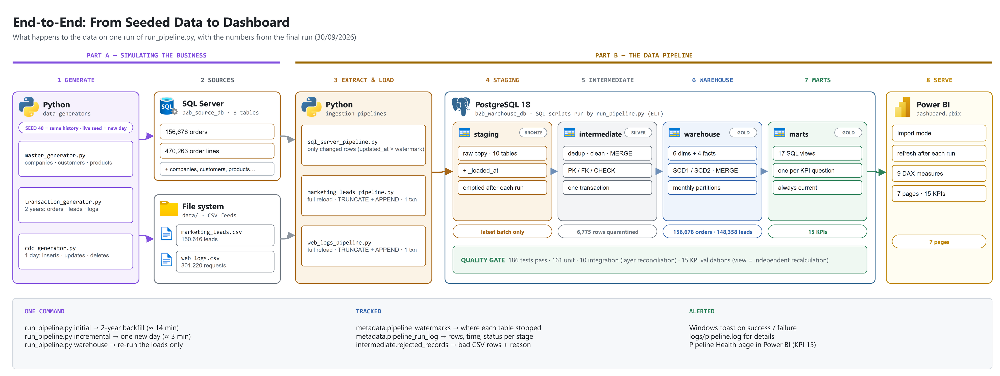 End-to-End: From Seeded Data to Dashboard
What happens to the data on one run of run_pipeline.py, with the numbers from the final run (30/09/2026)
PART A — SIMULATING THE BUSINESS
PART B — THE DATA PIPELINE
1 GENERATE
2 SOURCES
3 EXTRACT & LOAD
4 STAGING
5 INTERMEDIATE
6 WAREHOUSE
7 MARTS
8 SERVE
Python
data generators
SEED 40 = same history · live seed = new day
master_generator.py
companies · customers · products
transaction_generator.py
2 years: orders · leads · logs
cdc_generator.py
1 day: inserts · updates · deletes
SQL
SQL Server
b2b_source_db · 8 tables
156,678 orders
470,263 order lines
+ companies, customers, products…
File system
data/ · CSV feeds
marketing_leads.csv
150,616 leads
web_logs.csv
301,220 requests
Python
ingestion pipelines
sql_server_pipeline.py
only changed rows (updated_at > watermark)
marketing_leads_pipeline.py
full reload · TRUNCATE + APPEND · 1 txn
web_logs_pipeline.py
full reload · TRUNCATE + APPEND · 1 txn
PostgreSQL 18
b2b_warehouse_db · SQL scripts run by run_pipeline.py (ELT)
staging
BRONZE
raw copy · 10 tables
+ _loaded_at
emptied after each run
latest batch only
intermediate
SILVER
dedup · clean · MERGE
PK / FK / CHECK
one transaction
6,775 rows quarantined
warehouse
GOLD
6 dims + 4 facts
SCD1 / SCD2 · MERGE
monthly partitions
156,678 orders · 148,358 leads
marts
GOLD
17 SQL views
one per KPI question
always current
15 KPIs
QUALITY GATE 186 tests pass · 161 unit · 10 integration (layer reconciliation) · 15 KPI validations (view = independent recalculation)
Power BI
dashboard.pbix
Import mode
refresh after each run
9 DAX measures
7 pages · 15 KPIs
7 pages
ONE COMMAND
run_pipeline.py initial → 2-year backfill (≈ 14 min)
run_pipeline.py incremental → one new day (≈ 3 min)
run_pipeline.py warehouse → re-run the loads only
TRACKED
metadata.pipeline_watermarks → where each table stopped
metadata.pipeline_run_log → rows, time, status per stage
intermediate.rejected_records → bad CSV rows + reason
ALERTED
Windows toast on success / failure
logs/pipeline.log for details
Pipeline Health page in Power BI (KPI 15)